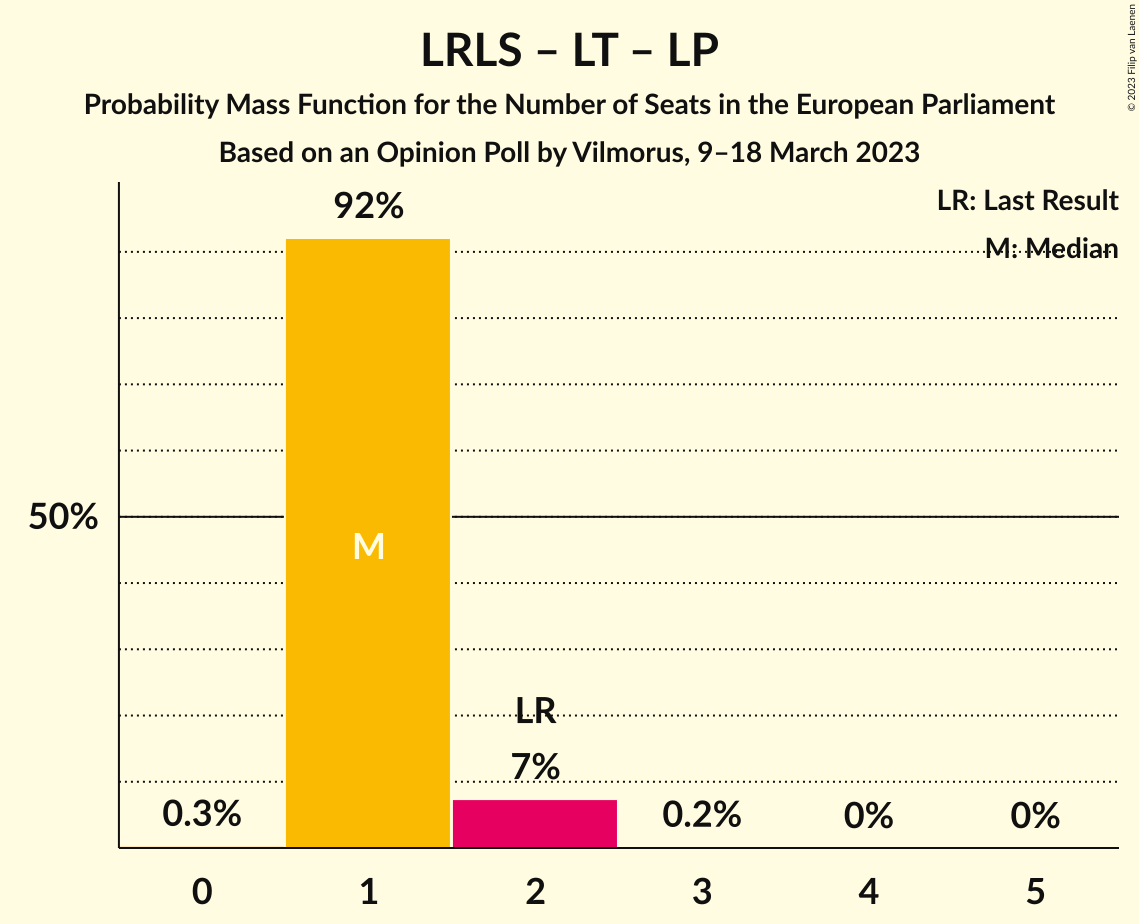 LRLS – LT – LP
Probability Mass Function for the Number of Seats in the European Parliament
Based on an Opinion Poll by Vilmorus, 9–18 March 2023
© 2023 Filip van Laenen
LR: Last Result
M: Median
92%
50%
M
LR
7%
0.3%
0.2%
0%
0%
0
1
2
3
4
5